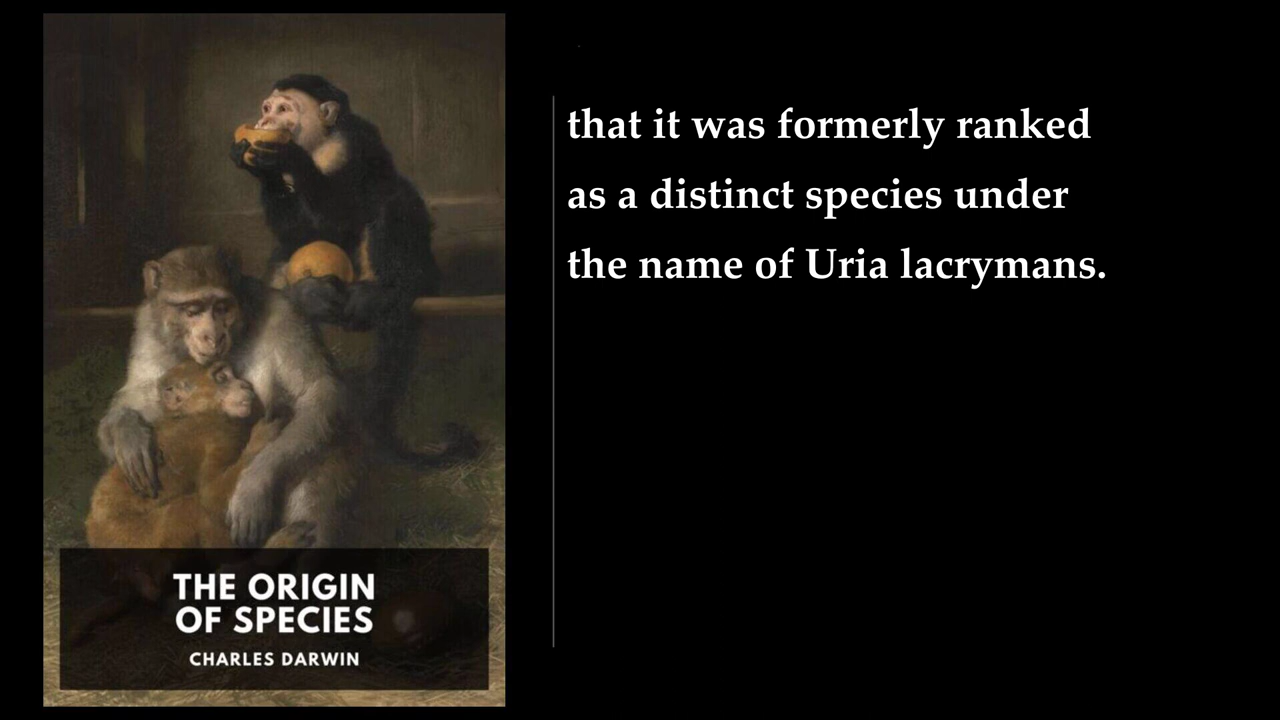 that it was formerly ranked
as a distinct species under
the name of Uria lacrymans.
THE ORIGIN
OF SPECIES
CHARLES DARWIN